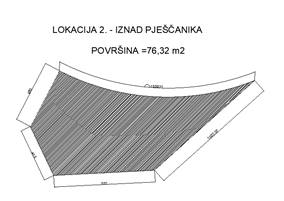 LOKACIJA 2. - IZNAD PJEŠČANIKA
POVRŠINA =76,32 m2